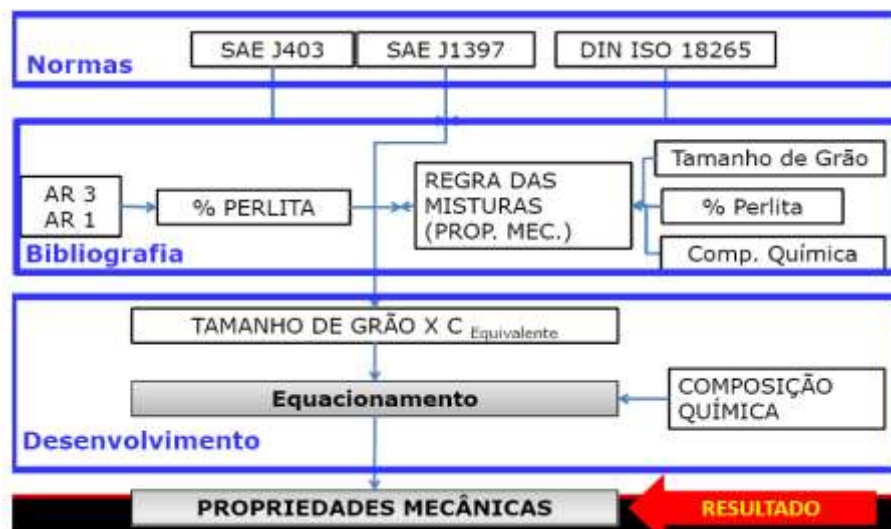 SAE J403
SAE J1397
DIN ISO 18265
Normas
AR 3
AR 1
% PERLITA
REGRA DAS
MISTURAS
(PROP. MEC.)
Tamanho de Grão
% Perlita
Comp. Química
Bibliografia
TAMANHO DE GRÃO X C Equivalente
Equacionamento
COMPOSIÇÃO
QUÍMICA
Desenvolvimento
PROPRIEDADES MECÂNICAS
RESULTADO